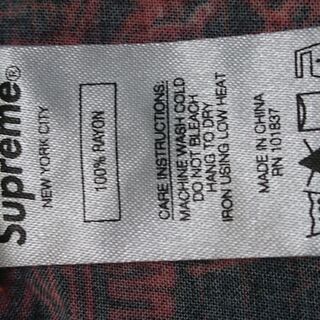 Supreme®
NEW YORK CITY
100% RAYON
CARE INSTRUCTIONS:
MACHINE WASH COLD
DO NOT BLEACH
HANG TO DRY
IRON USING LOW HEAT
MADE IN CHINA
RN 101837